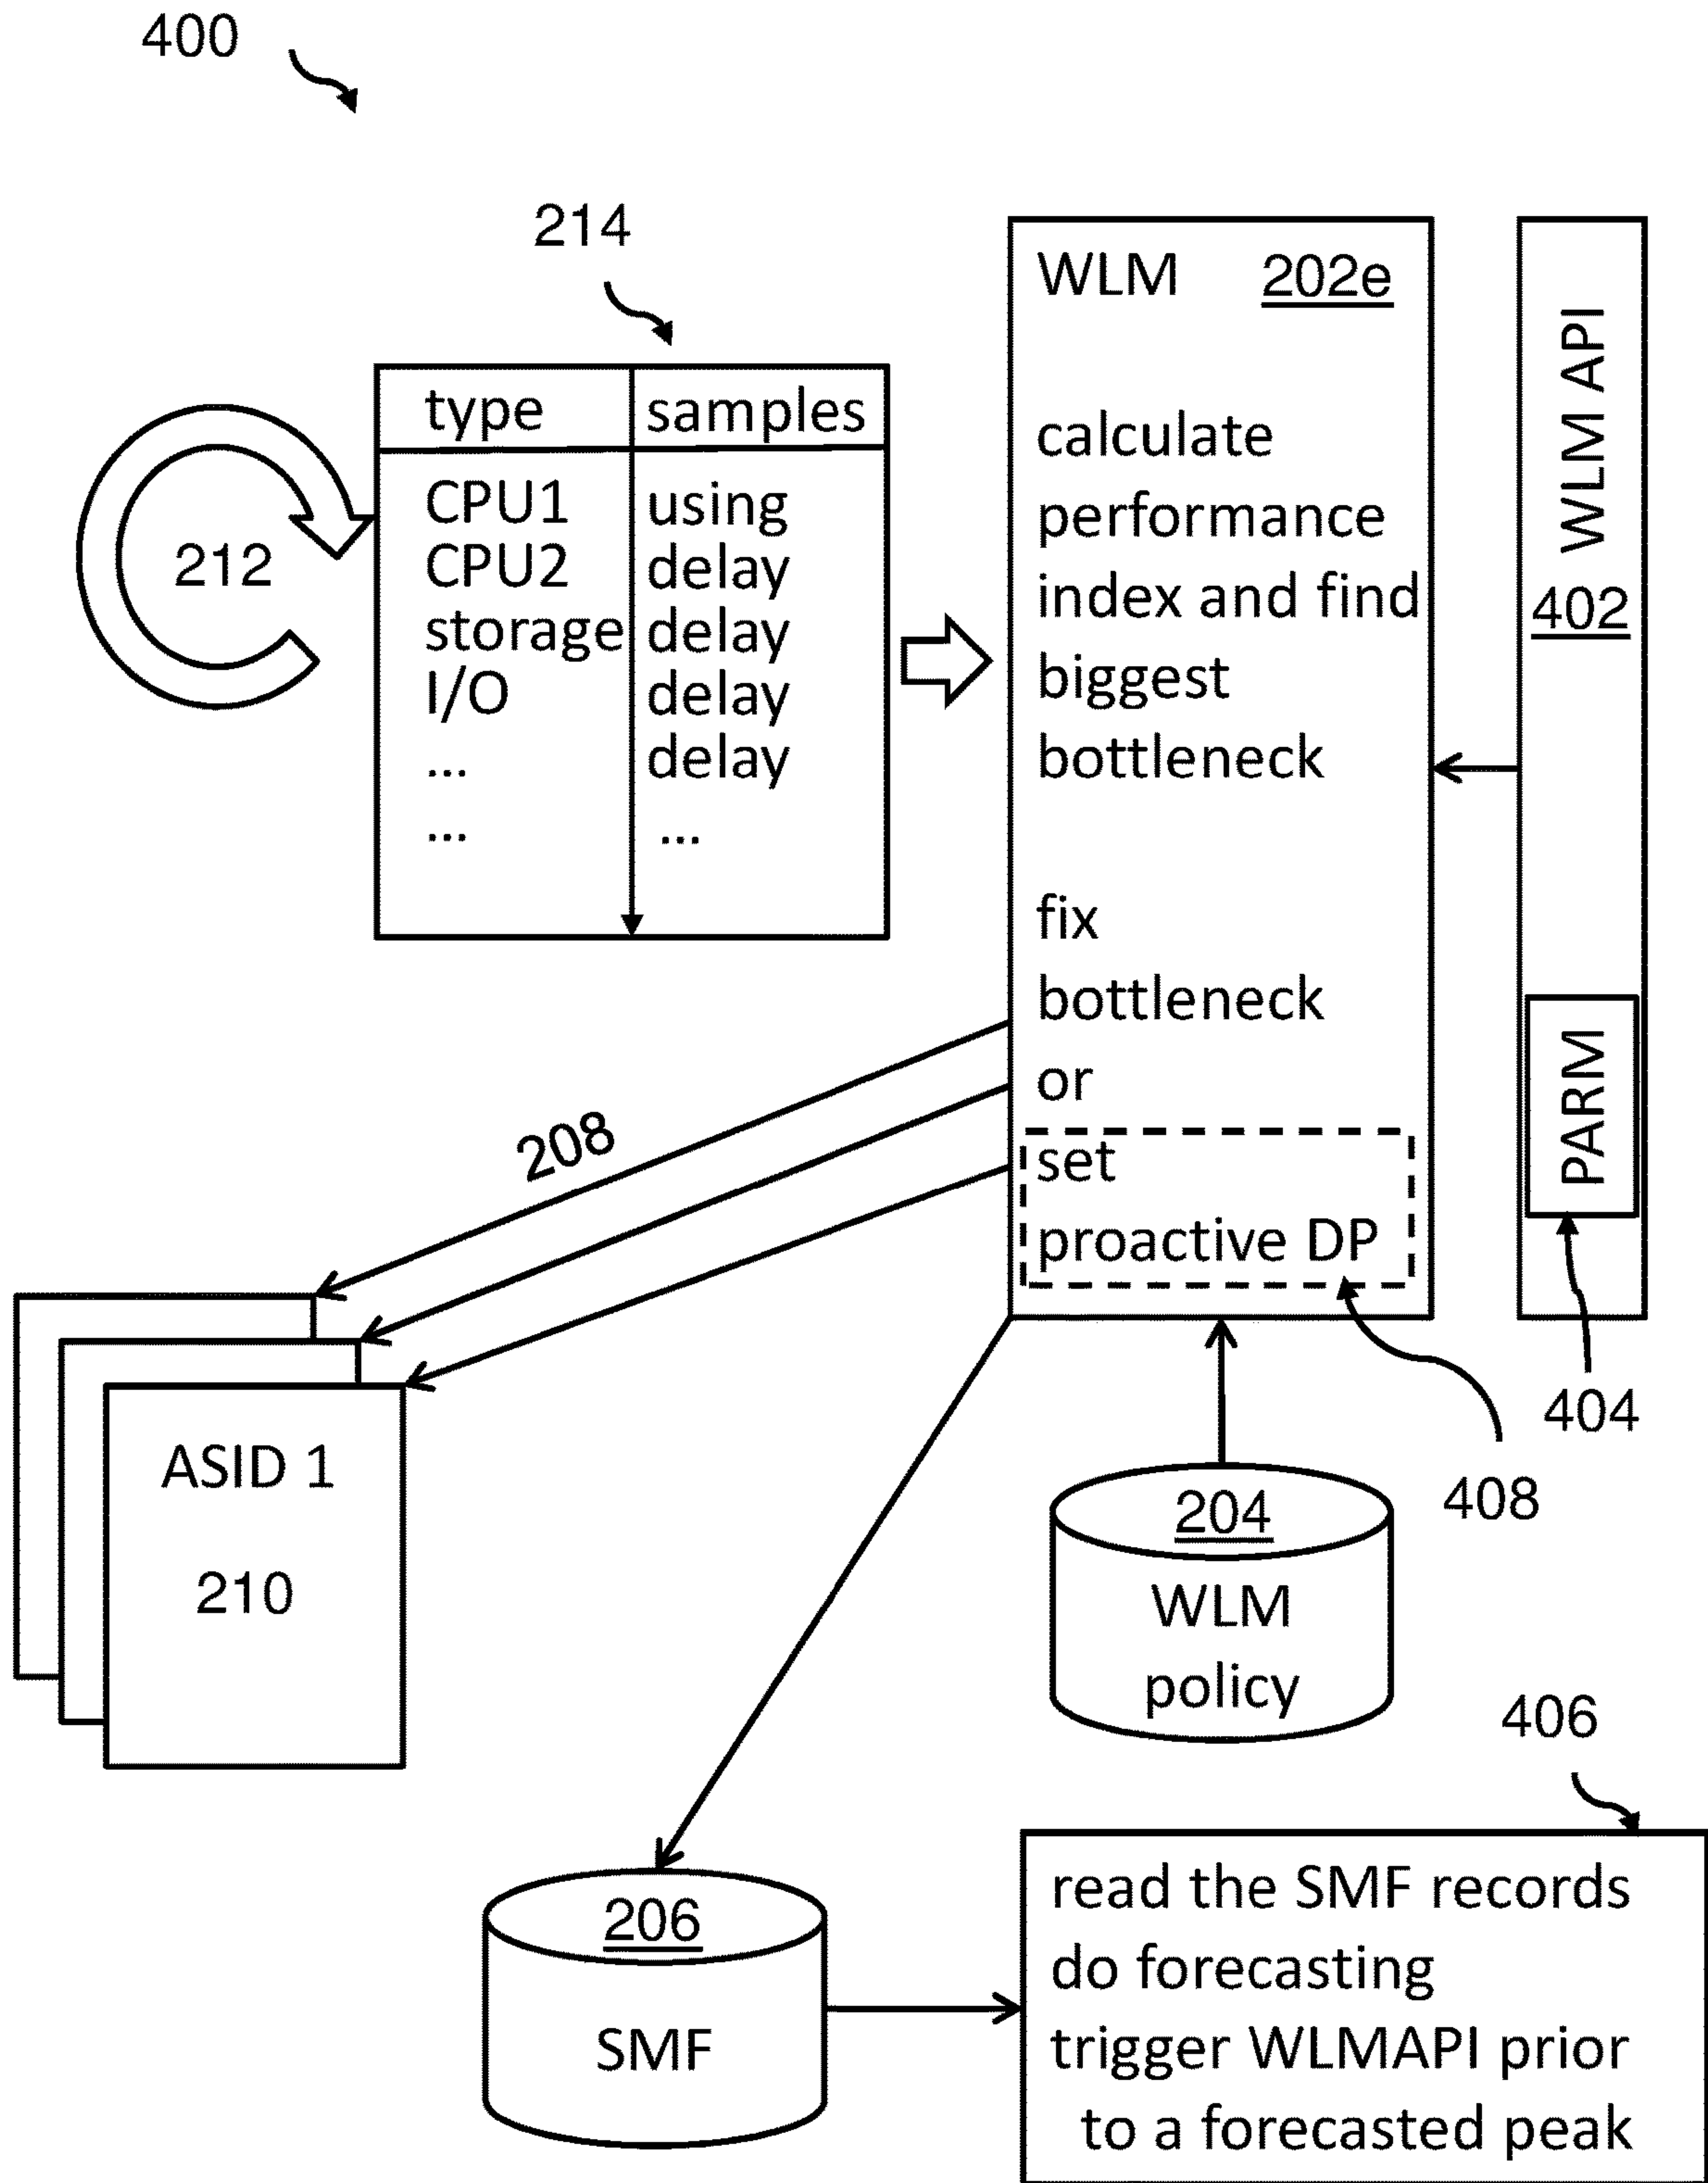 400
214
type samples
CPU1 using
CPU2 delay
storage delay
I/O delay
... delay
... ...
212
WLM 202e
calculate
performance
index and find
biggest
bottleneck
fix
bottleneck
or
set
proactive DP
WLM API
402
PARM
404
408
208
ASID 1
210
204
WLM
policy
406
206
SMF
read the SMF records
do forecasting
trigger WLMAPI prior
to a forecasted peak